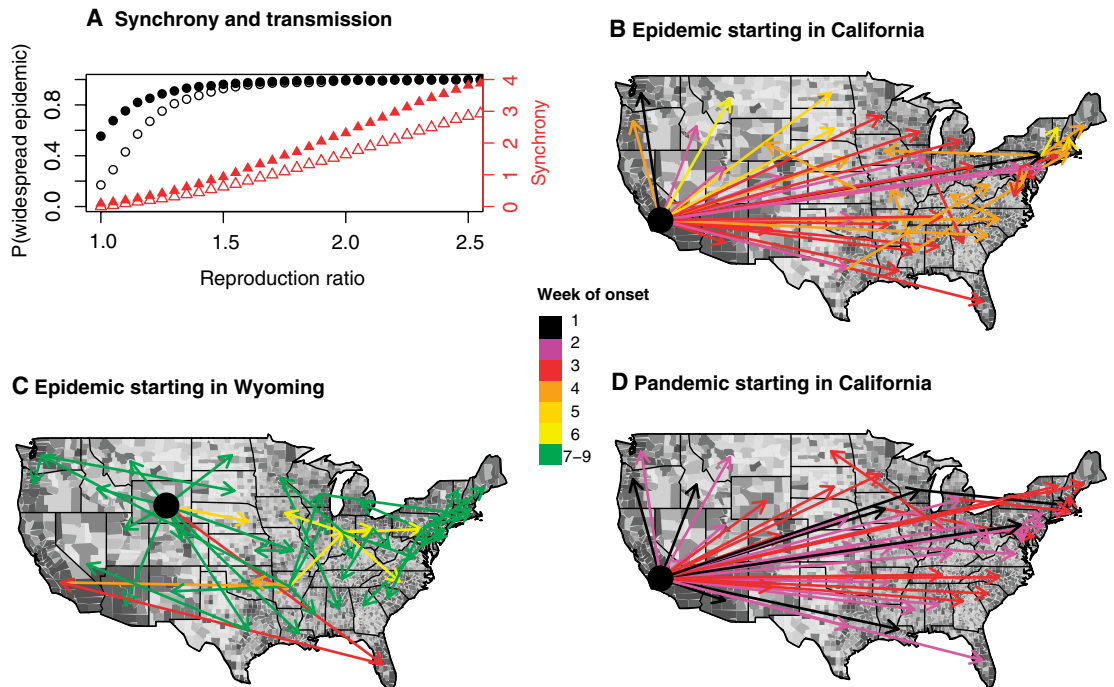 A Synchrony and transmission
P(widespread epidemic)
0.0 0.4 0.8
0 1 2 3 4
Synchrony
1.0 1.5 2.0 2.5
Reproduction ratio
B Epidemic starting in California
Week of onset
1
2
3
4
5
6
7–9
C Epidemic starting in Wyoming
D Pandemic starting in California